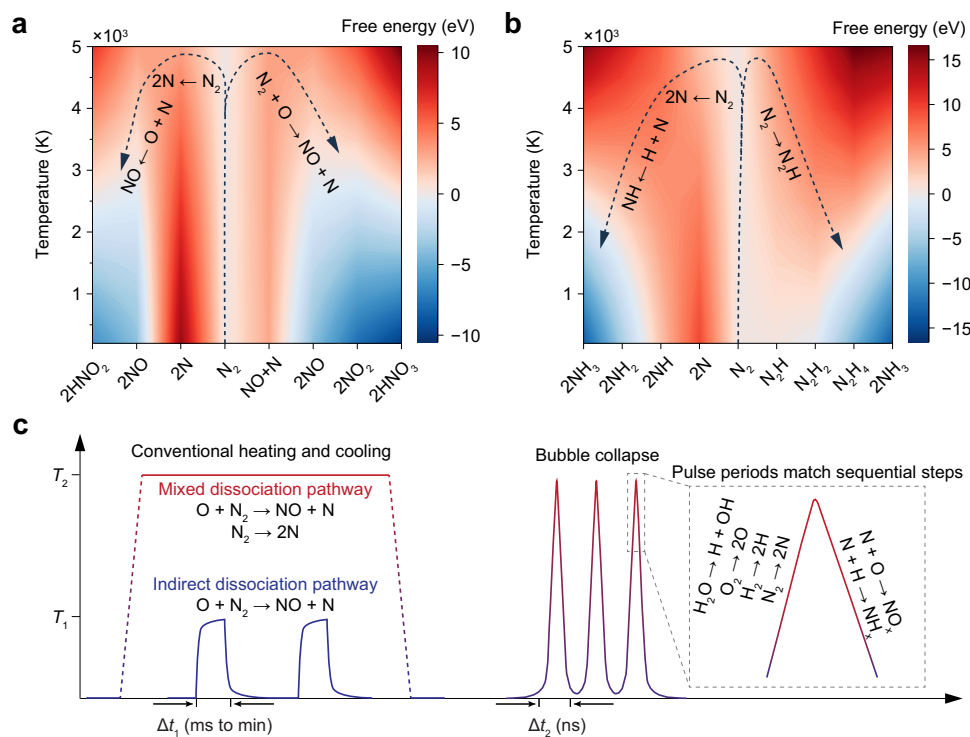 a
Free energy (eV)
×10³
5
4
3
2
1
Temperature (K)
2N ← N₂
NO ← O + N
N₂ + O → NO + N
10
5
0
−5
−10
2HNO₂
2NO
2N
N₂
NO+N
2NO
2NO₂
2HNO₃
b
Free energy (eV)
×10³
5
4
3
2
1
Temperature (K)
2N ← N₂
NH ← H + N
N₂ → N₂H
15
10
5
0
−5
−10
−15
2NH₃
2NH₂
2NH
2N
N₂
N₂H
N₂H₂
N₂H₄
2NH₃
c
T₂
T₁
Conventional heating and cooling
Mixed dissociation pathway
O + N₂ → NO + N
N₂ → 2N
Indirect dissociation pathway
O + N₂ → NO + N
Δt₁ (ms to min)
Bubble collapse
Δt₂ (ns)
Pulse periods match sequential steps
H₂O → H + OH
O₂ → 2O
H₂ → 2H
N₂ → 2N
N + O → NOₓ
N + H → NHₓ